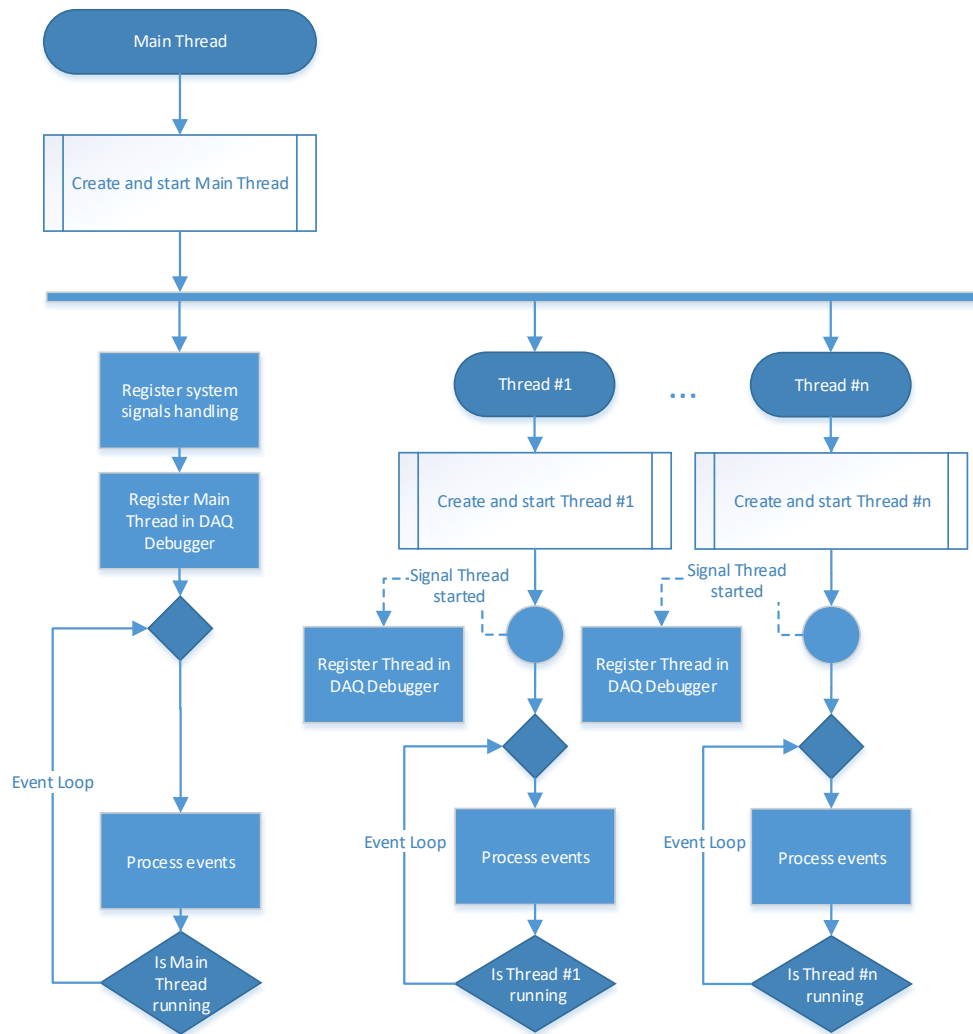 Main Thread
Create and start Main Thread
Register system
signals handling
Thread #1
...
Thread #n
Register Main
Thread in DAQ
Debugger
Create and start Thread #1
Create and start Thread #n
Signal Thread
started
Signal Thread
started
Register Thread in
DAQ Debugger
Register Thread in
DAQ Debugger
Event Loop
Process events
Event Loop
Process events
Event Loop
Process events
Is Main
Thread
running
Is Thread #1
running
Is Thread #n
running